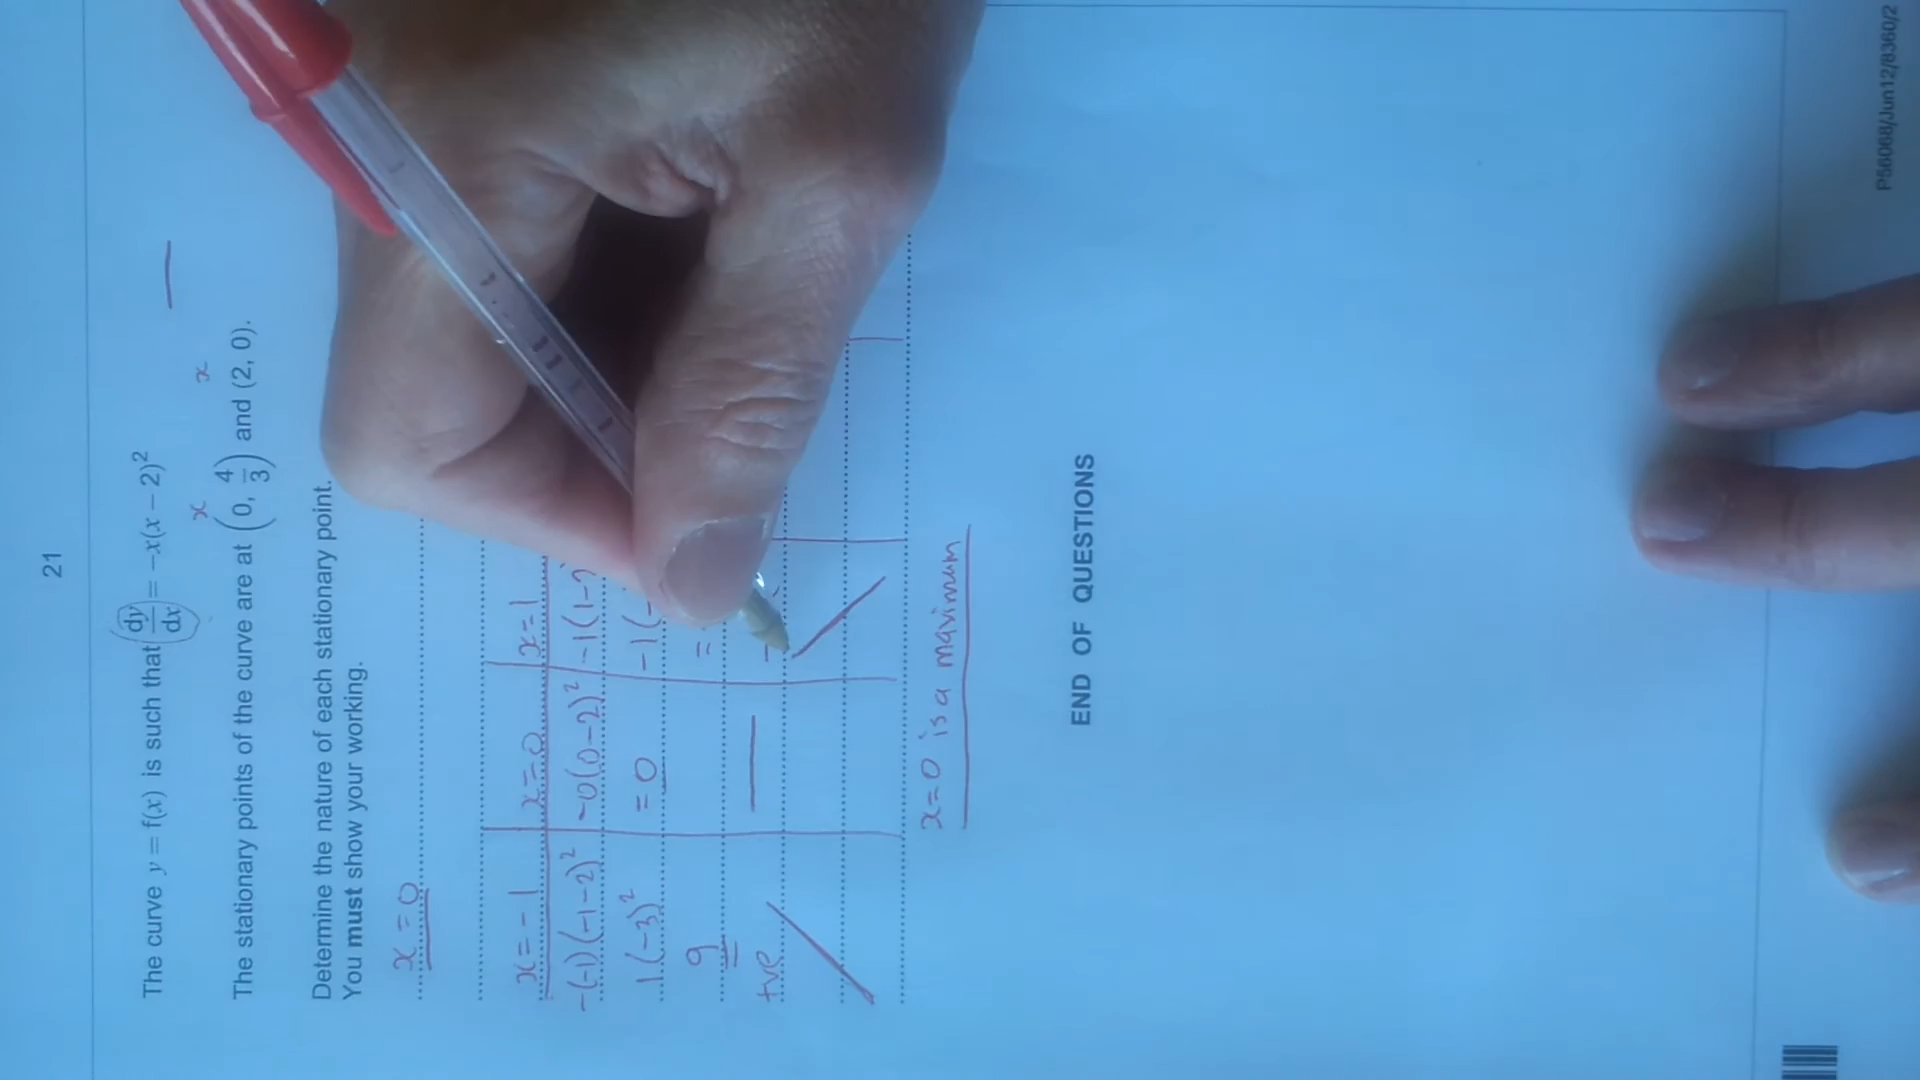 21
The curve y = f(x) is such that dy/dx = −x(x − 2)²
x x
The stationary points of the curve are at (0, 4/3) and (2, 0).
Determine the nature of each stationary point.
You must show your working.
x = 0
x = -1 x = 0 x = 1
-(-1)(-1-2)² -0(0-2)² -1(1-
1(-3)² = 0 -1(-
9 =
+ve
x=0 is a maximum
END OF QUESTIONS
P56068/Jun12/8360/2